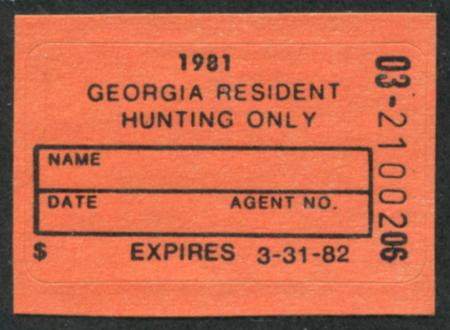 1981
GEORGIA RESIDENT
HUNTING ONLY
NAME
DATE AGENT NO.
$ EXPIRES 3-31-82
03-2100206